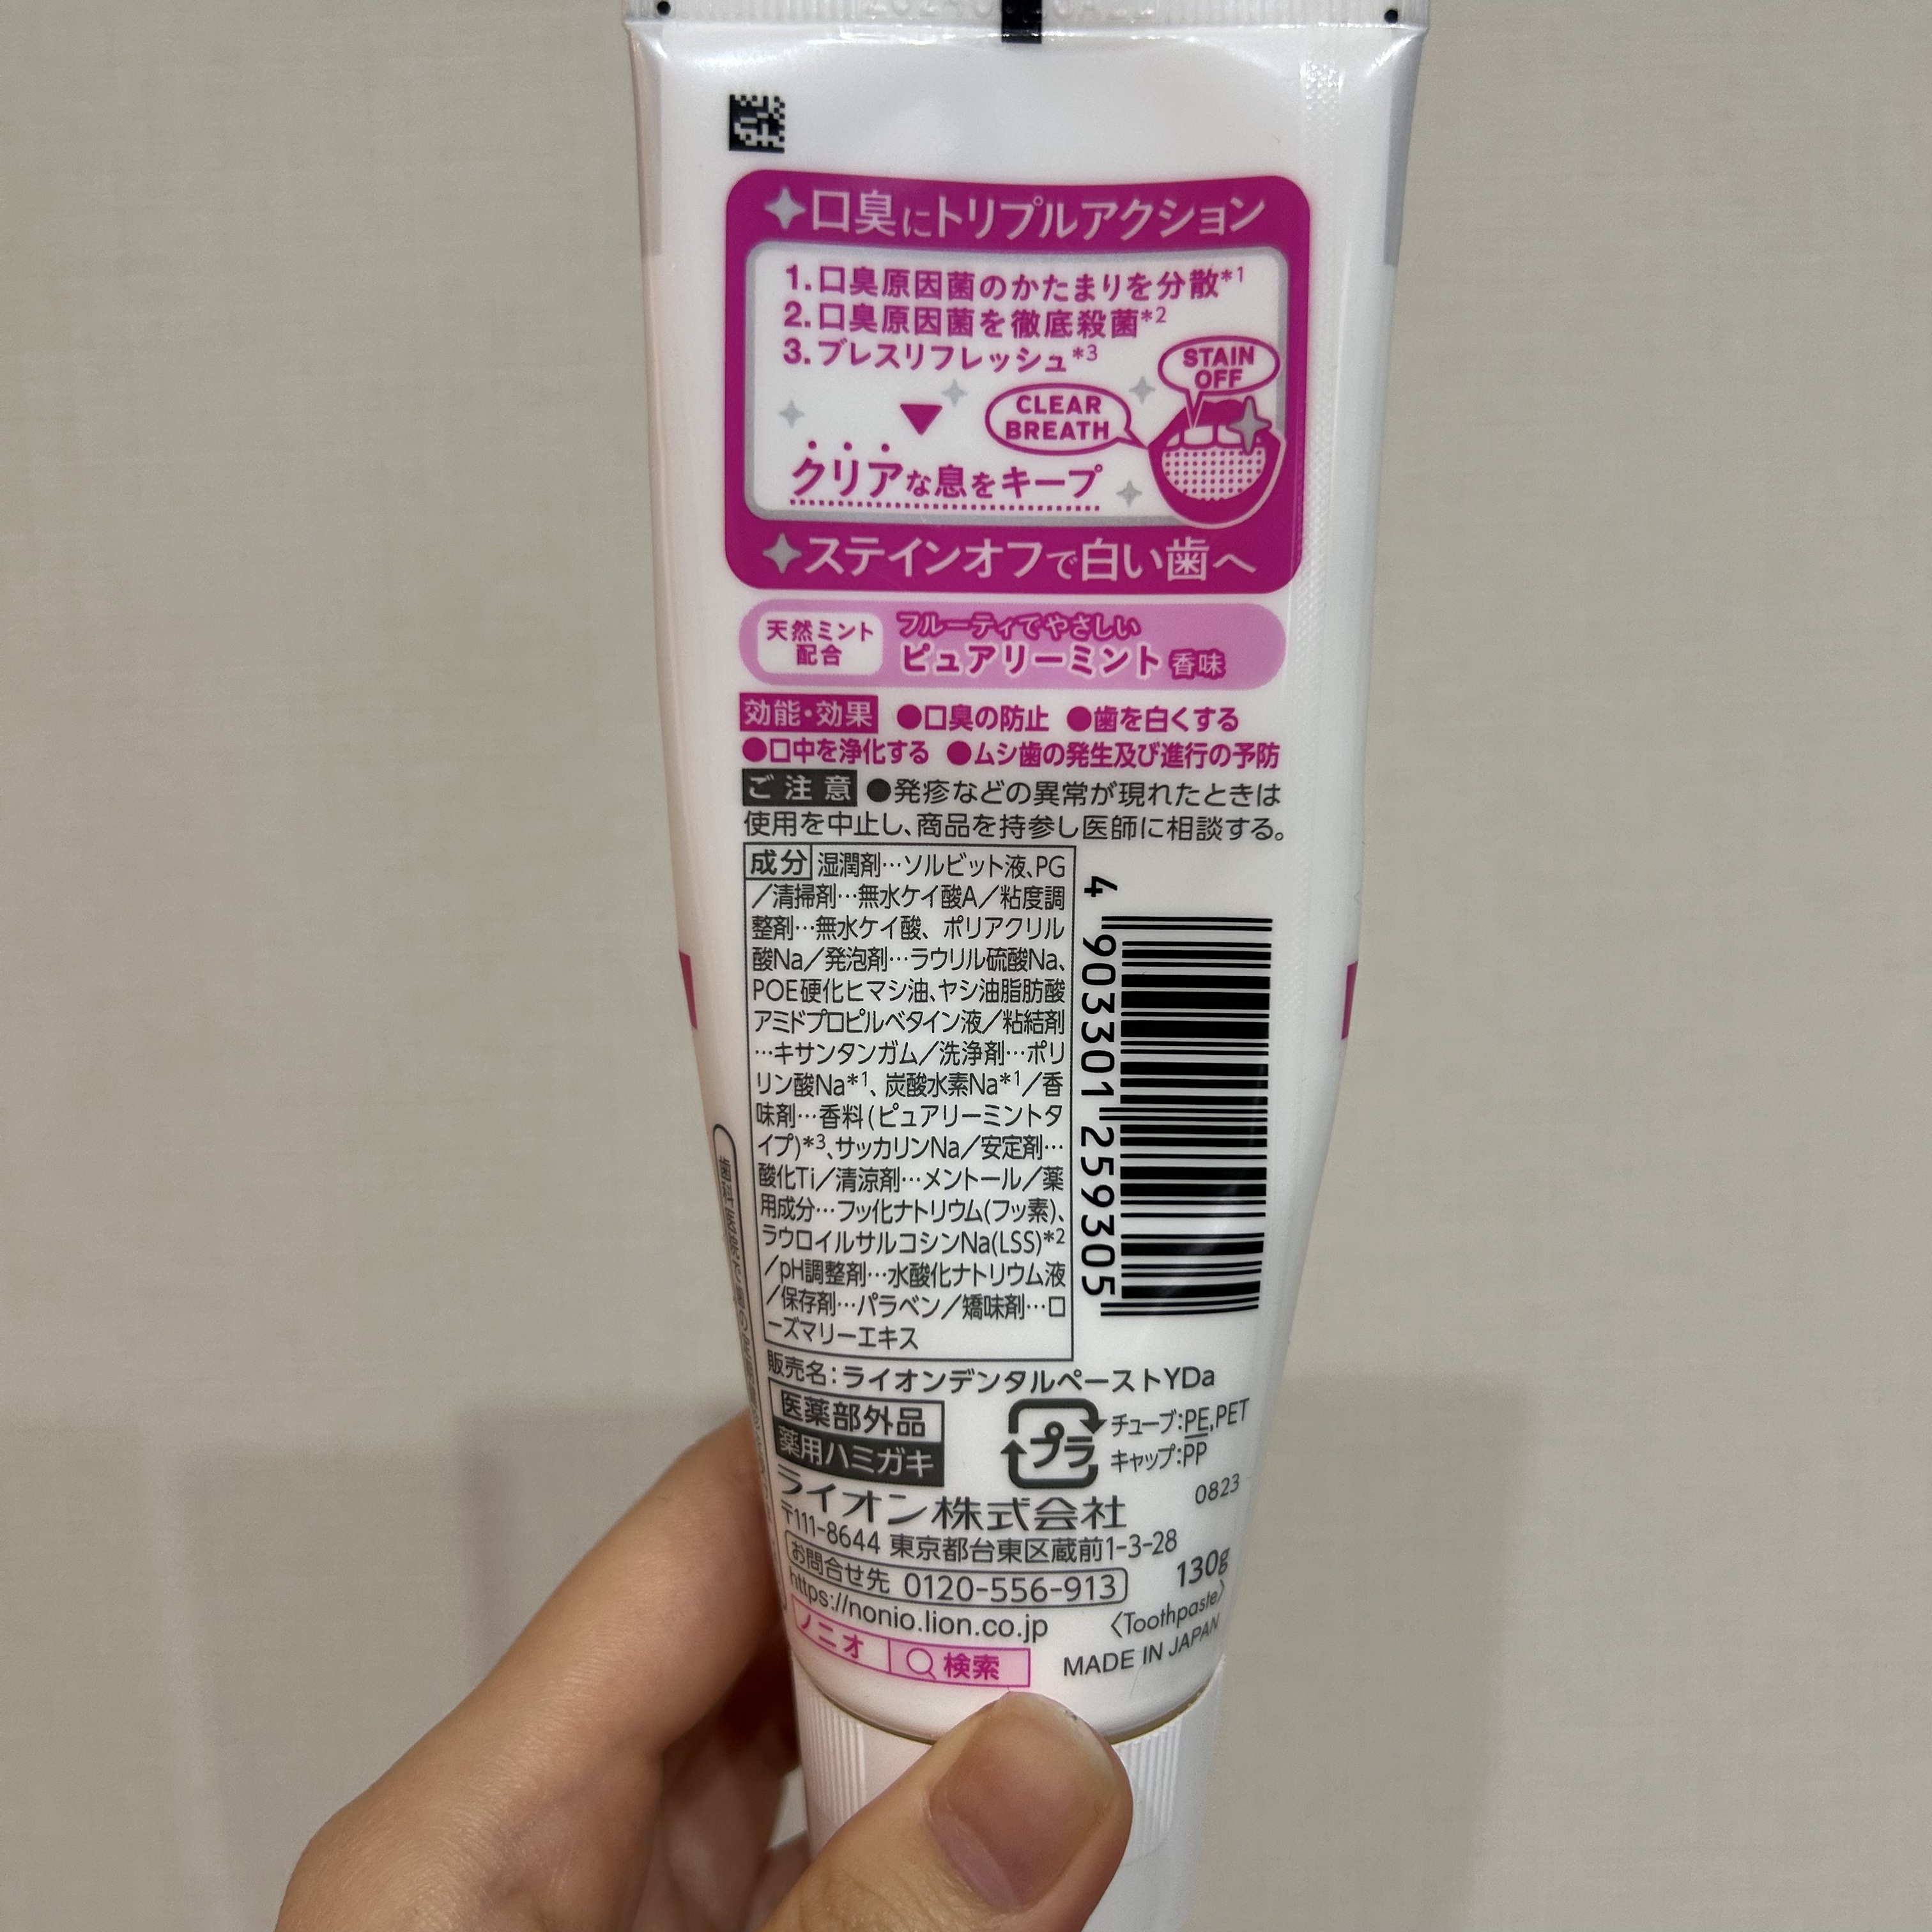 口臭にトリプルアクション
1.口臭原因菌のかたまりを分散*1
2.口臭原因菌を徹底殺菌*2
3.ブレスリフレッシュ*3
STAIN
OFF
CLEAR
BREATH
クリアな息をキープ
ステインオフで白い歯へ
天然ミント
配合
フルーティでやさしい
ピュアリーミント香味
効能・効果 ●口臭の防止 ●歯を白くする
●口中を浄化する ●ムシ歯の発生及び進行の予防
ご注意 ●発疹などの異常が現れたときは
使用を中止し、商品を持参し医師に相談する。
成分 湿潤剤…ソルビット液、PG
/清掃剤…無水ケイ酸A/粘度調
整剤…無水ケイ酸、ポリアクリル
酸Na/発泡剤…ラウリル硫酸Na、
POE硬化ヒマシ油、ヤシ油脂肪酸
アミドプロピルベタイン液/粘結剤
…キサンタンガム/洗浄剤…ポリ
リン酸Na*1、炭酸水素Na*1/香
味剤…香料(ピュアリーミントタ
イプ)*3、サッカリンNa/安定剤…
酸化Ti/清涼剤…メントール/薬
用成分…フッ化ナトリウム(フッ素)、
ラウロイルサルコシンNa(LSS)*2
/pH調整剤…水酸化ナトリウム液
/保存剤…パラベン/矯味剤…ロ
ーズマリーエキス
4 903301 259305
販売名:ライオンデンタルペーストYDa
医薬部外品
薬用ハミガキ
プラ
チューブ:PE,PET
キャップ:PP
0823
ライオン株式会社
〒111-8644 東京都台東区蔵前1-3-28
お問合せ先 0120-556-913
130g
https://nonio.lion.co.jp
〈Toothpaste〉
ノニオ 検索
MADE IN JAPAN